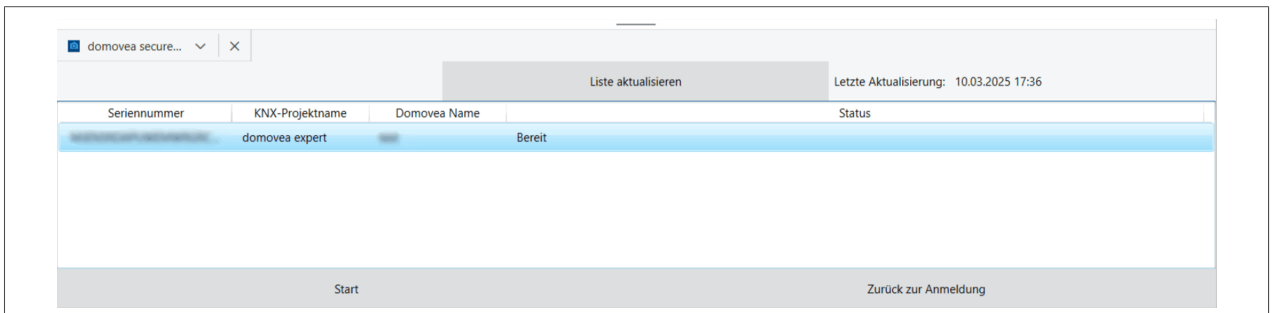 domovea secure...
Liste aktualisieren Letzte Aktualisierung: 10.03.2025 17:36
Seriennummer KNX-Projektname Domovea Name Status
domovea expert Bereit
Start Zurück zur Anmeldung